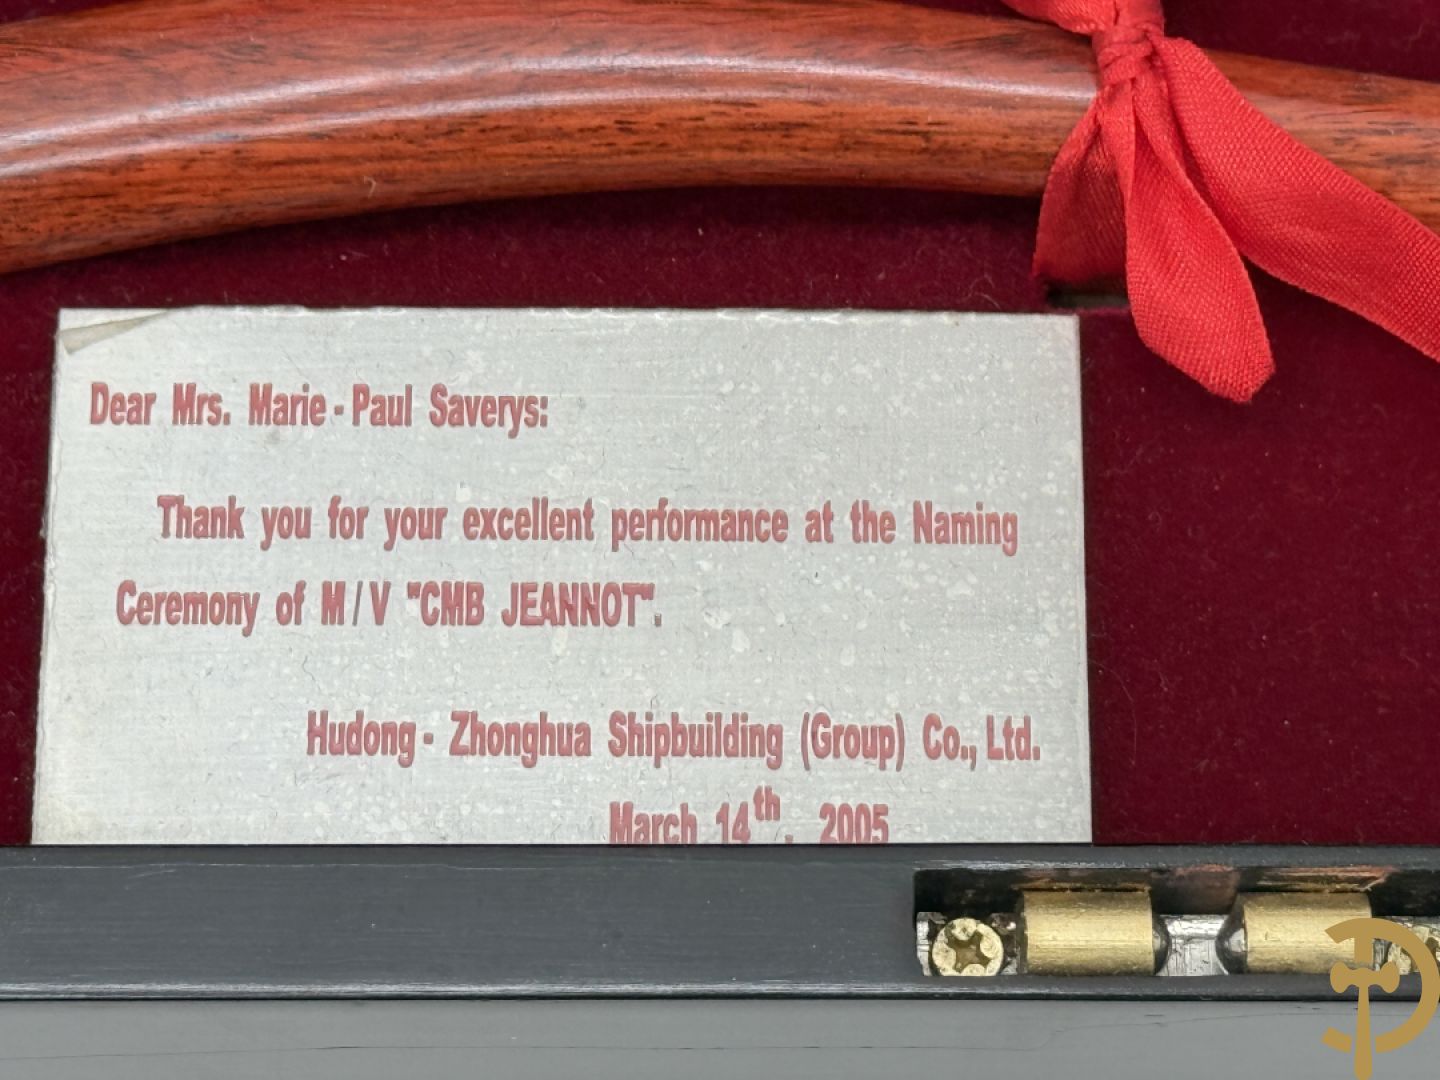 Dear Mrs. Marie - Paul Saverys:
Thank you for your excellent performance at the Naming
Ceremony of M / V "CMB JEANNOT".
Hudong - Zhonghua Shipbuilding (Group) Co., Ltd.
March 14th, 2005